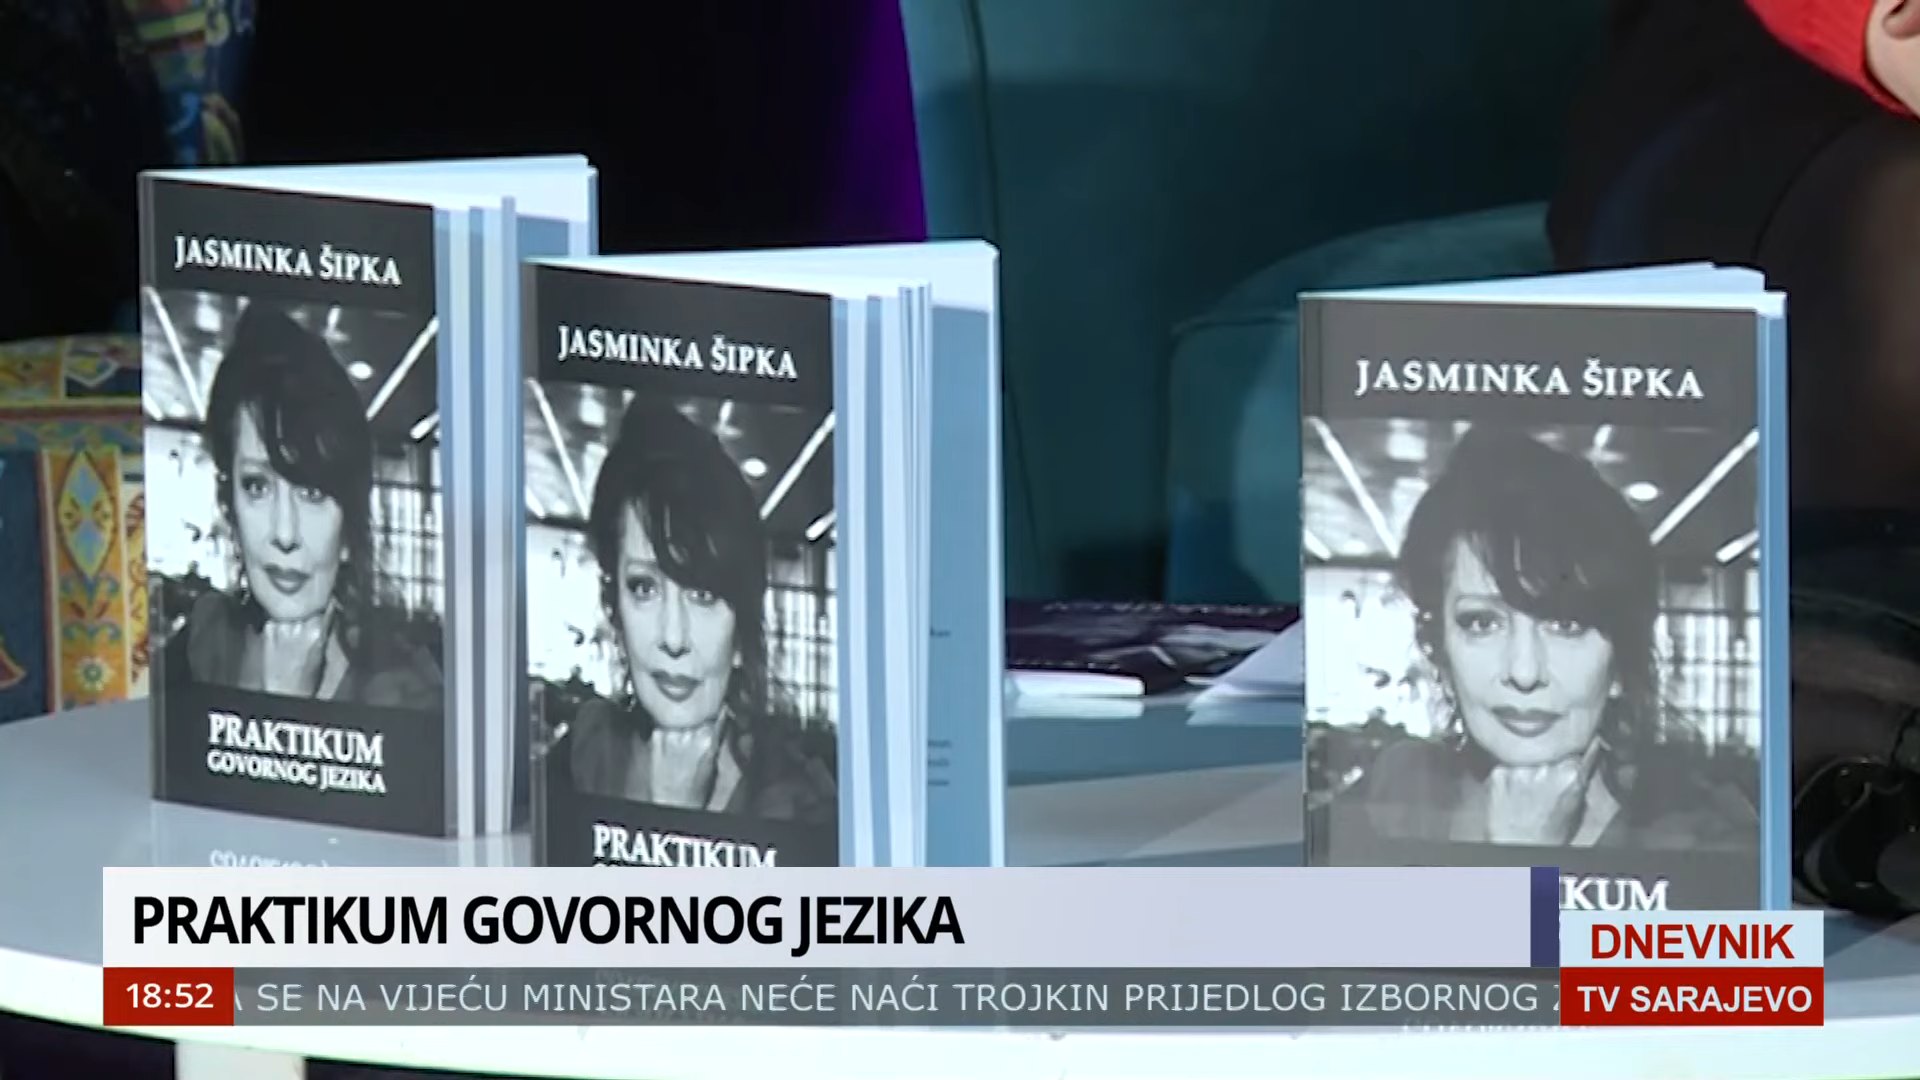 JASMINKA ŠIPKA
PRAKTIKUM
GOVORNOG JEZIKA
JASMINKA ŠIPKA
PRAKTIKUM
JASMINKA ŠIPKA
IKUM
PRAKTIKUM GOVORNOG JEZIKA
DNEVNIK
18:52
A SE NA VIJEĆU MINISTARA NEĆE NAĆI TROJKIN PRIJEDLOG IZBORNOG
TV SARAJEVO